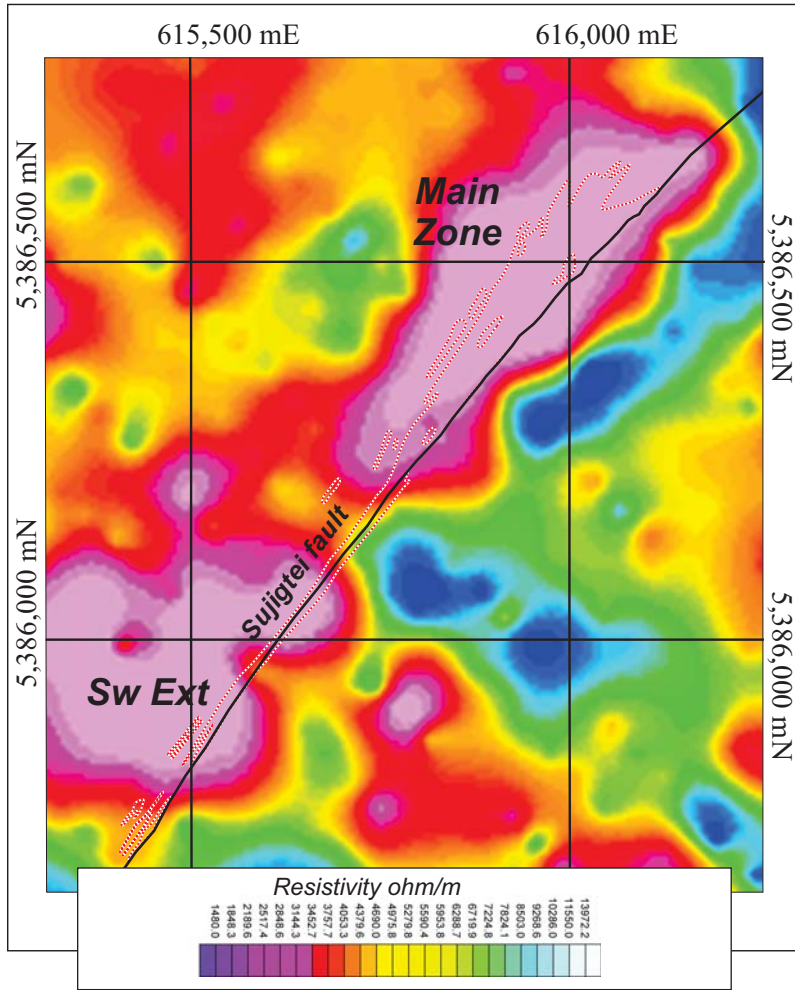 615,500 mE
616,000 mE
Main
Zone
5,386,500 mN
5,386,500 mN
Sujigtei fault
5,386,000 mN
5,386,000 mN
Sw Ext
Resistivity ohm/m
1480.0
1848.3
2189.6
2517.4
2848.6
3144.3
3452.7
3757.7
4053.3
4379.6
4690.0
4975.8
5279.8
5590.4
5953.8
6288.7
6719.9
7224.8
7824.1
8503.0
9268.6
10286.0
11550.0
13972.2